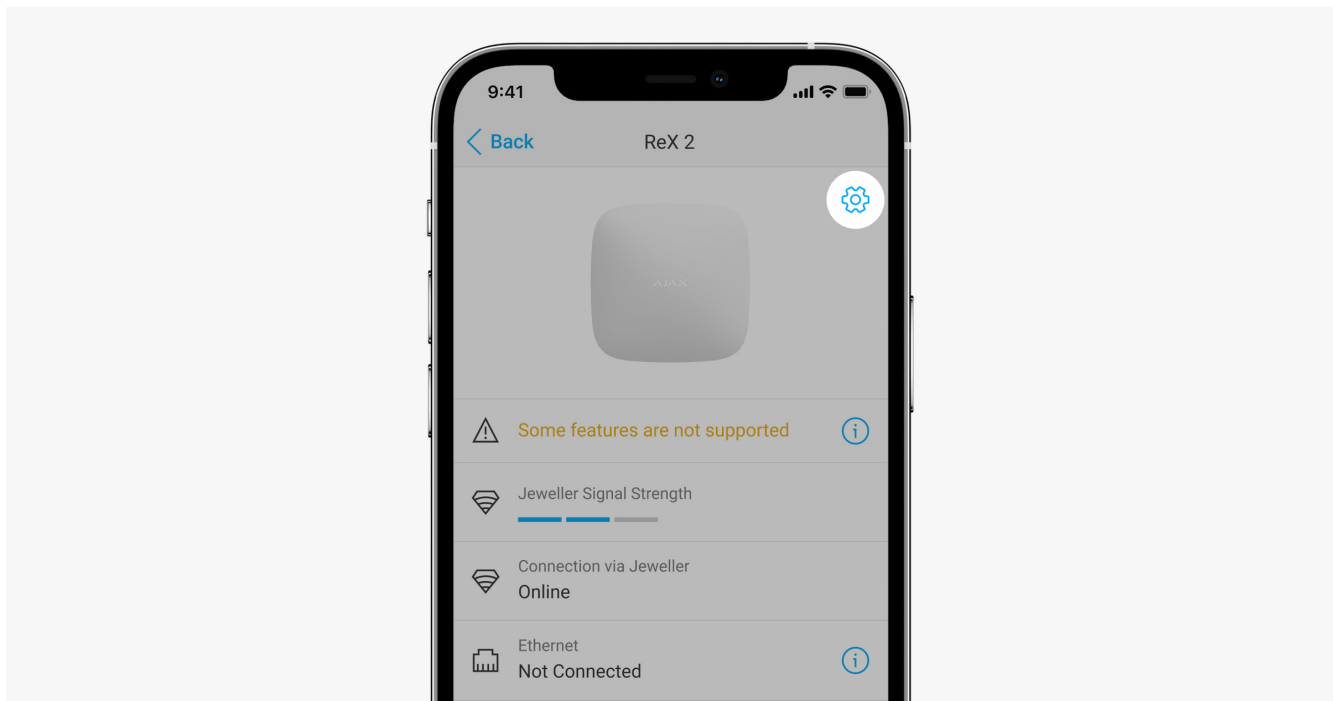 9:41
Back
ReX 2
AJAX
Some features are not supported
Jeweller Signal Strength
Connection via Jeweller
Online
Ethernet
Not Connected